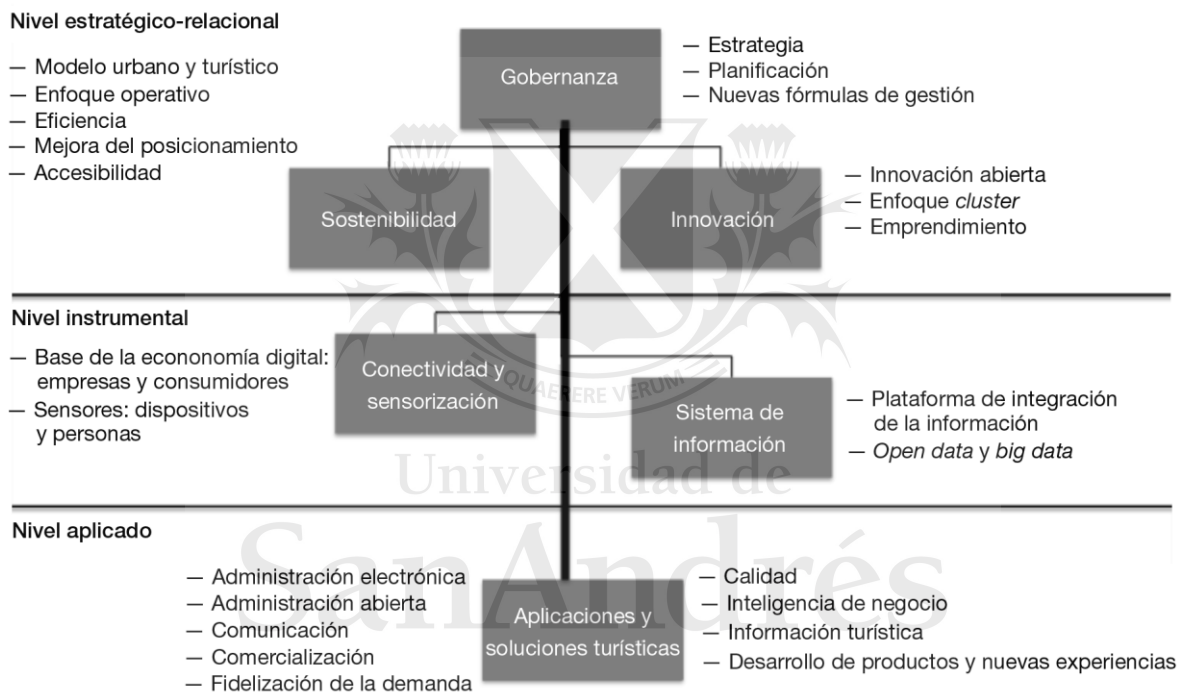 Nivel estratégico-relacional
— Modelo urbano y turístico
— Enfoque operativo
— Eficiencia
— Mejora del posicionamiento
— Accesibilidad
Gobernanza
— Estrategia
— Planificación
— Nuevas fórmulas de gestión
Sostenibilidad
Innovación
— Innovación abierta
— Enfoque cluster
— Emprendimiento
Nivel instrumental
— Base de la econonomía digital:
empresas y consumidores
— Sensores: dispositivos
y personas
Conectividad y
sensorización
QUAERERE VERUM
Sistema de
información
— Plataforma de integración
de la información
— Open data y big data
Universidad de
SanAndrés
Nivel aplicado
— Administración electrónica
— Administración abierta
— Comunicación
— Comercialización
— Fidelización de la demanda
Aplicaciones y
soluciones turísticas
— Calidad
— Inteligencia de negocio
— Información turística
— Desarrollo de productos y nuevas experiencias